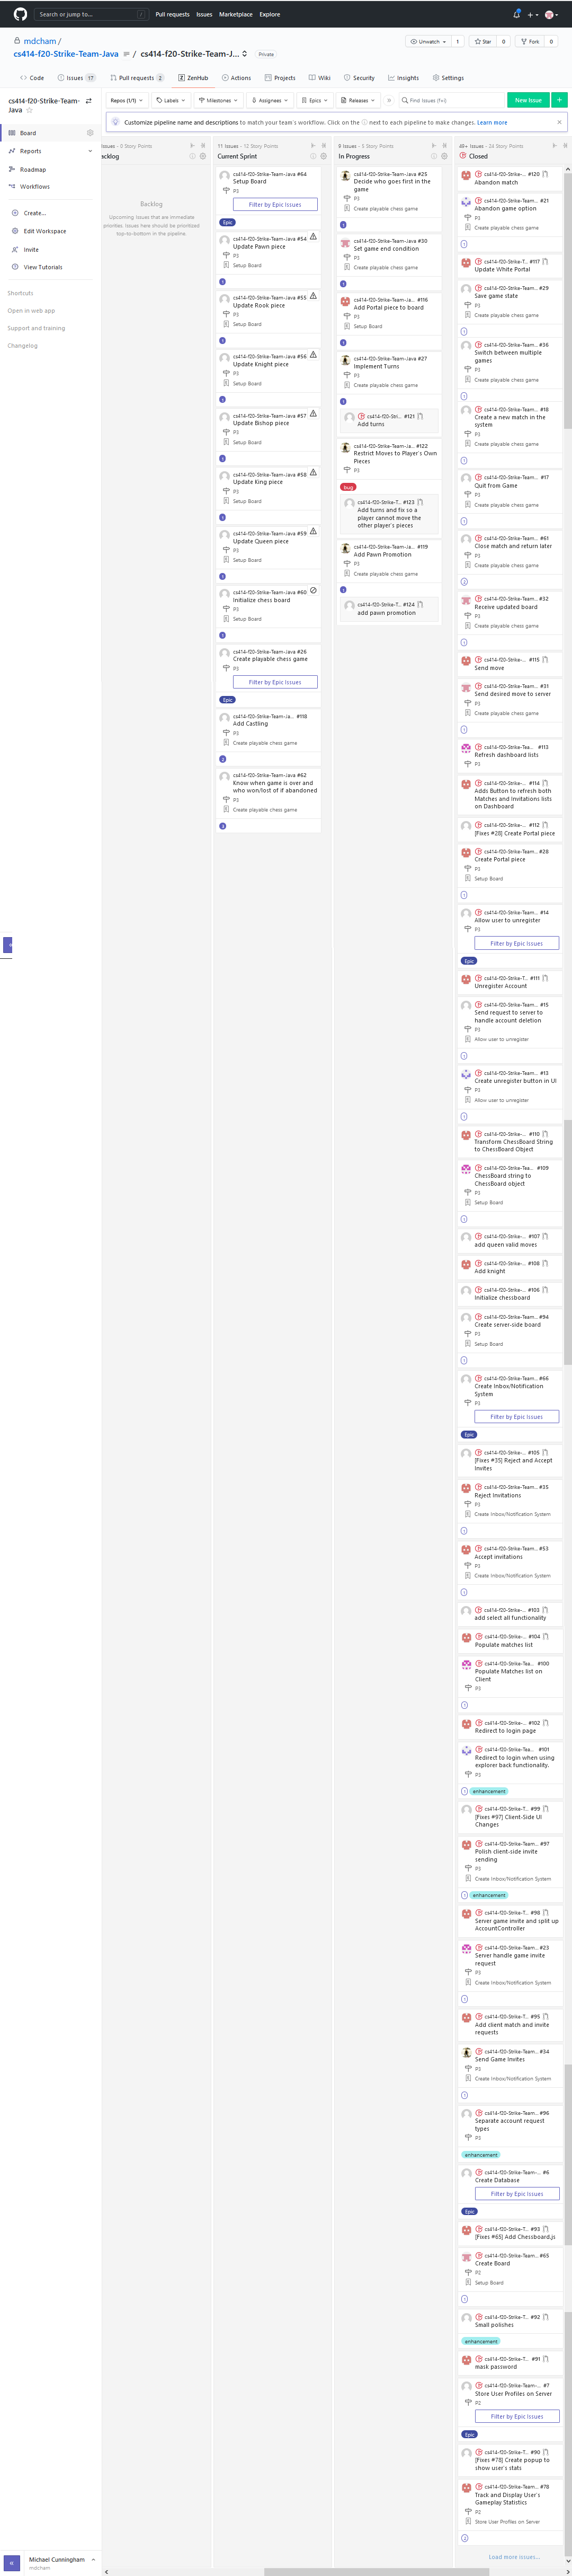 Search or jump to...
/
Pull requests
Issues
Marketplace
Explore
mdcham /
cs414-f20-Strike-Team-Java
/ cs414-f20-Strike-Team-J...
Private
Unwatch
1
Star
0
Fork
0
Code
Issues 17
Pull requests 2
ZenHub
Actions
Projects
Wiki
Security
Insights
Settings
cs414-f20-Strike-Team-
Java
Board
Reports
Roadmap
Workflows
Create...
Edit Workspace
Invite
View Tutorials
Shortcuts
Open in web app
Support and training
Changelog
Repos (1/1)
Labels
Milestones
Assignees
Epics
Releases
Find Issues (f+i)
New Issue
Customize pipeline name and descriptions to match your team's workflow. Click on the
icon next to each pipeline to make changes. Learn more
Issues · 0 Story Points
acklog
Backlog
Upcoming Issues that are immediate
priorities. Issues here should be prioritized
top-to-bottom in the pipeline.
11 Issues · 12 Story Points
Current Sprint
cs414-f20-Strike-Team-Java #64
Setup Board
P3
Filter by Epic Issues
Epic
cs414-f20-Strike-Team-Java #54
Update Pawn piece
P3
Setup Board
1
cs414-f20-Strike-Team-Java #55
Update Rook piece
P3
Setup Board
1
cs414-f20-Strike-Team-Java #56
Update Knight piece
P3
Setup Board
1
cs414-f20-Strike-Team-Java #57
Update Bishop piece
P3
Setup Board
1
cs414-f20-Strike-Team-Java #58
Update King piece
P3
Setup Board
1
cs414-f20-Strike-Team-Java #59
Update Queen piece
P3
Setup Board
1
cs414-f20-Strike-Team-Java #60
Initialize chess board
P3
Setup Board
1
cs414-f20-Strike-Team-Java #26
Create playable chess game
P3
Filter by Epic Issues
Epic
cs414-f20-Strike-Team-Ja... #118
Add Castling
P3
Create playable chess game
2
cs414-f20-Strike-Team-Java #62
Know when game is over and
who won/lost of if abandoned
P3
Create playable chess game
3
8 Issues · 5 Story Points
In Progress
cs414-f20-Strike-Team-Java #25
Decide who goes first in the
game
P3
Create playable chess game
1
cs414-f20-Strike-Team-Java #30
Set game end condition
P3
Create playable chess game
1
cs414-f20-Strike-Team-Ja... #116
Add Portal piece to board
P3
Setup Board
1
cs414-f20-Strike-Team-Java #27
Implement Turns
P3
Create playable chess game
1
cs414-f20-Stri... #121
Add turns
cs414-f20-Strike-Team-Ja... #122
Restrict Moves to Player's Own
Pieces
P3
bug
cs414-f20-Strike-T... #123
Add turns and fix so a
player cannot move the
other player's pieces
cs414-f20-Strike-Team-Ja... #119
Add Pawn Promotion
P3
Create playable chess game
1
cs414-f20-Strike-T... #124
add pawn promotion
Closed
cs414-f20-Strike-... #120
Abandon match
cs414-f20-Strike-Team... #21
Abandon game option
P3
Create playable chess game
1
cs414-f20-Strike-T... #117
Update White Portal
cs414-f20-Strike-Team... #29
Save game state
P3
Create playable chess game
1
cs414-f20-Strike-Team... #36
Switch between multiple
games
P3
Create playable chess game
1
cs414-f20-Strike-Team... #18
Create a new match in the
system
P3
Create playable chess game
1
cs414-f20-Strike-Team... #17
Quit from Game
P3
Create playable chess game
1
cs414-f20-Strike-Team... #61
Close match and return later
P3
Create playable chess game
2
cs414-f20-Strike-Team... #32
Receive updated board
P3
Create playable chess game
1
cs414-f20-Strike-... #115
Send move
cs414-f20-Strike-Team... #31
Send desired move to server
P3
Create playable chess game
1
cs414-f20-Strike-Tea... #113
Refresh dashboard lists
P3
cs414-f20-Strike-... #114
Adds Button to refresh both
Matches and Invitations lists
on Dashboard
cs414-f20-Strike-... #112
[Fixes #28] Create Portal piece
cs414-f20-Strike-Team... #28
Create Portal piece
P3
Setup Board
1
cs414-f20-Strike-Team... #14
Allow user to unregister
P3
Filter by Epic Issues
Epic
cs414-f20-Strike-T... #111
Unregister Account
cs414-f20-Strike-Team... #15
Send request to server to
handle account deletion
P3
Allow user to unregister
1
cs414-f20-Strike-Team... #13
Create unregister button in UI
P3
Allow user to unregister
1
cs414-f20-Strike-... #110
Transform ChessBoard String
to ChessBoard Object
cs414-f20-Strike-Tea... #109
ChessBoard string to
ChessBoard object
P3
Setup Board
1
cs414-f20-Strike-... #107
add queen valid moves
cs414-f20-Strike-... #108
Add knight
cs414-f20-Strike-... #106
Initialize chessboard
cs414-f20-Strike-Team... #94
Create server-side board
P3
Setup Board
1
cs414-f20-Strike-Team... #66
Create Inbox/Notification
System
P3
Filter by Epic Issues
Epic
cs414-f20-Strike-... #105
[Fixes #35] Reject and Accept
Invites
cs414-f20-Strike-Team... #35
Reject Invitations
P3
Create Inbox/Notification System
1
cs414-f20-Strike-Team... #53
Accept invitations
P3
Create Inbox/Notification System
1
cs414-f20-Strike-... #103
add select all functionality
cs414-f20-Strike-... #104
Populate matches list
cs414-f20-Strike-Tea... #100
Populate Matches list on
Client
P3
1
cs414-f20-Strike-... #102
Redirect to login page
cs414-f20-Strike-Tea... #101
Redirect to login when using
explorer back functionality.
P3
1 enhancement
cs414-f20-Strike-T... #99
[Fixes #97] Client-Side UI
Changes
cs414-f20-Strike-Team... #97
Polish client-side invite
sending
P3
Create Inbox/Notification System
1 enhancement
cs414-f20-Strike-T... #98
Server game invite and split up
AccountController
cs414-f20-Strike-Team... #23
Server handle game invite
request
P3
Create Inbox/Notification System
1
cs414-f20-Strike-T... #95
Add client match and invite
requests
cs414-f20-Strike-Team... #34
Send Game Invites
P3
Create Inbox/Notification System
1
cs414-f20-Strike-Team... #96
Separate account request
types
P3
enhancement
cs414-f20-Strike-Team-... #6
Create Database
Filter by Epic Issues
Epic
cs414-f20-Strike-T... #93
[Fixes #65] Add Chessboard.js
cs414-f20-Strike-Team... #65
Create Board
P2
Setup Board
1
cs414-f20-Strike-T... #92
Small polishes
enhancement
cs414-f20-Strike-T... #91
mask password
cs414-f20-Strike-Team-... #7
Store User Profiles on Server
P2
Filter by Epic Issues
Epic
cs414-f20-Strike-T... #90
[Fixes #78] Create popup to
show user's stats
cs414-f20-Strike-Team... #78
Track and Display User's
Gameplay Statistics
P2
Store User Profiles on Server
2
Load more issues...
Michael Cunningham
mdcham